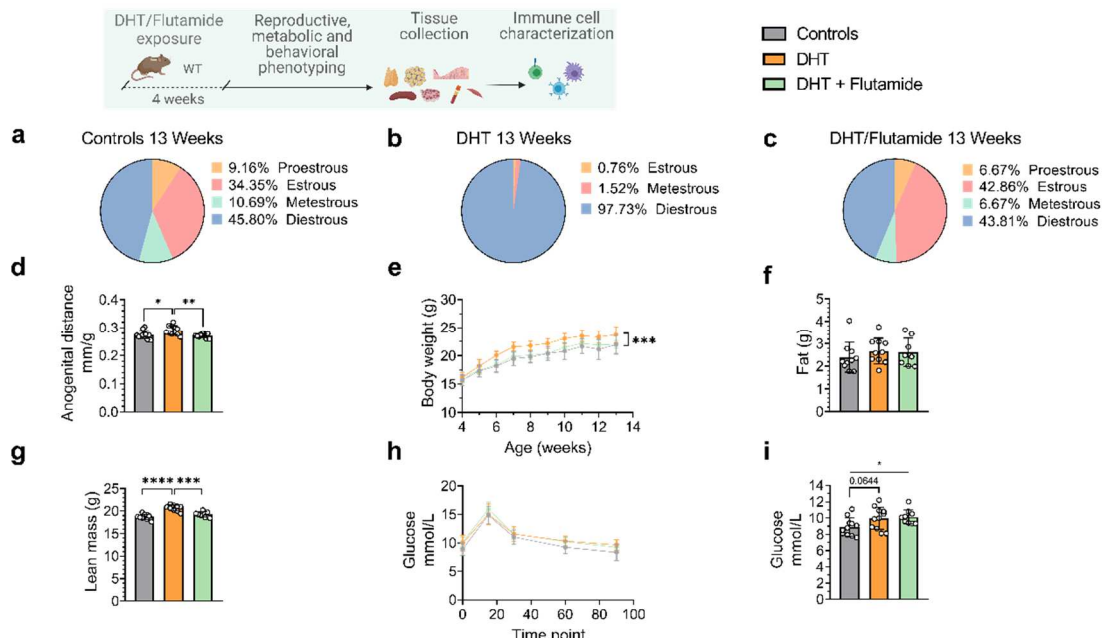 DHT/Flutamide
exposure
WT
4 weeks
Reproductive,
metabolic and
behavioral
phenotyping
Tissue
collection
Immune cell
characterization
Controls
DHT
DHT + Flutamide
a
Controls 13 Weeks
9.16% Proestrous
34.35% Estrous
10.69% Metestrous
45.80% Diestrous
b
DHT 13 Weeks
0.76% Estrous
1.52% Metestrous
97.73% Diestrous
c
DHT/Flutamide 13 Weeks
6.67% Proestrous
42.86% Estrous
6.67% Metestrous
43.81% Diestrous
d
Anogenital distance
mm/g
0.4
0.3
0.2
0.1
0.0
* **
e
Body weight (g)
30
25
20
15
10
4 6 8 10 12 14
Age (weeks)
***
f
Fat (g)
5
4
3
2
1
0
g
Lean mass (g)
25
20
15
10
5
0
**** ***
h
Glucose
mmol/L
20
15
10
5
0
0 20 40 60 80 100
Time point
i
Glucose
mmol/L
14
12
10
8
6
4
2
0
*
0.0644